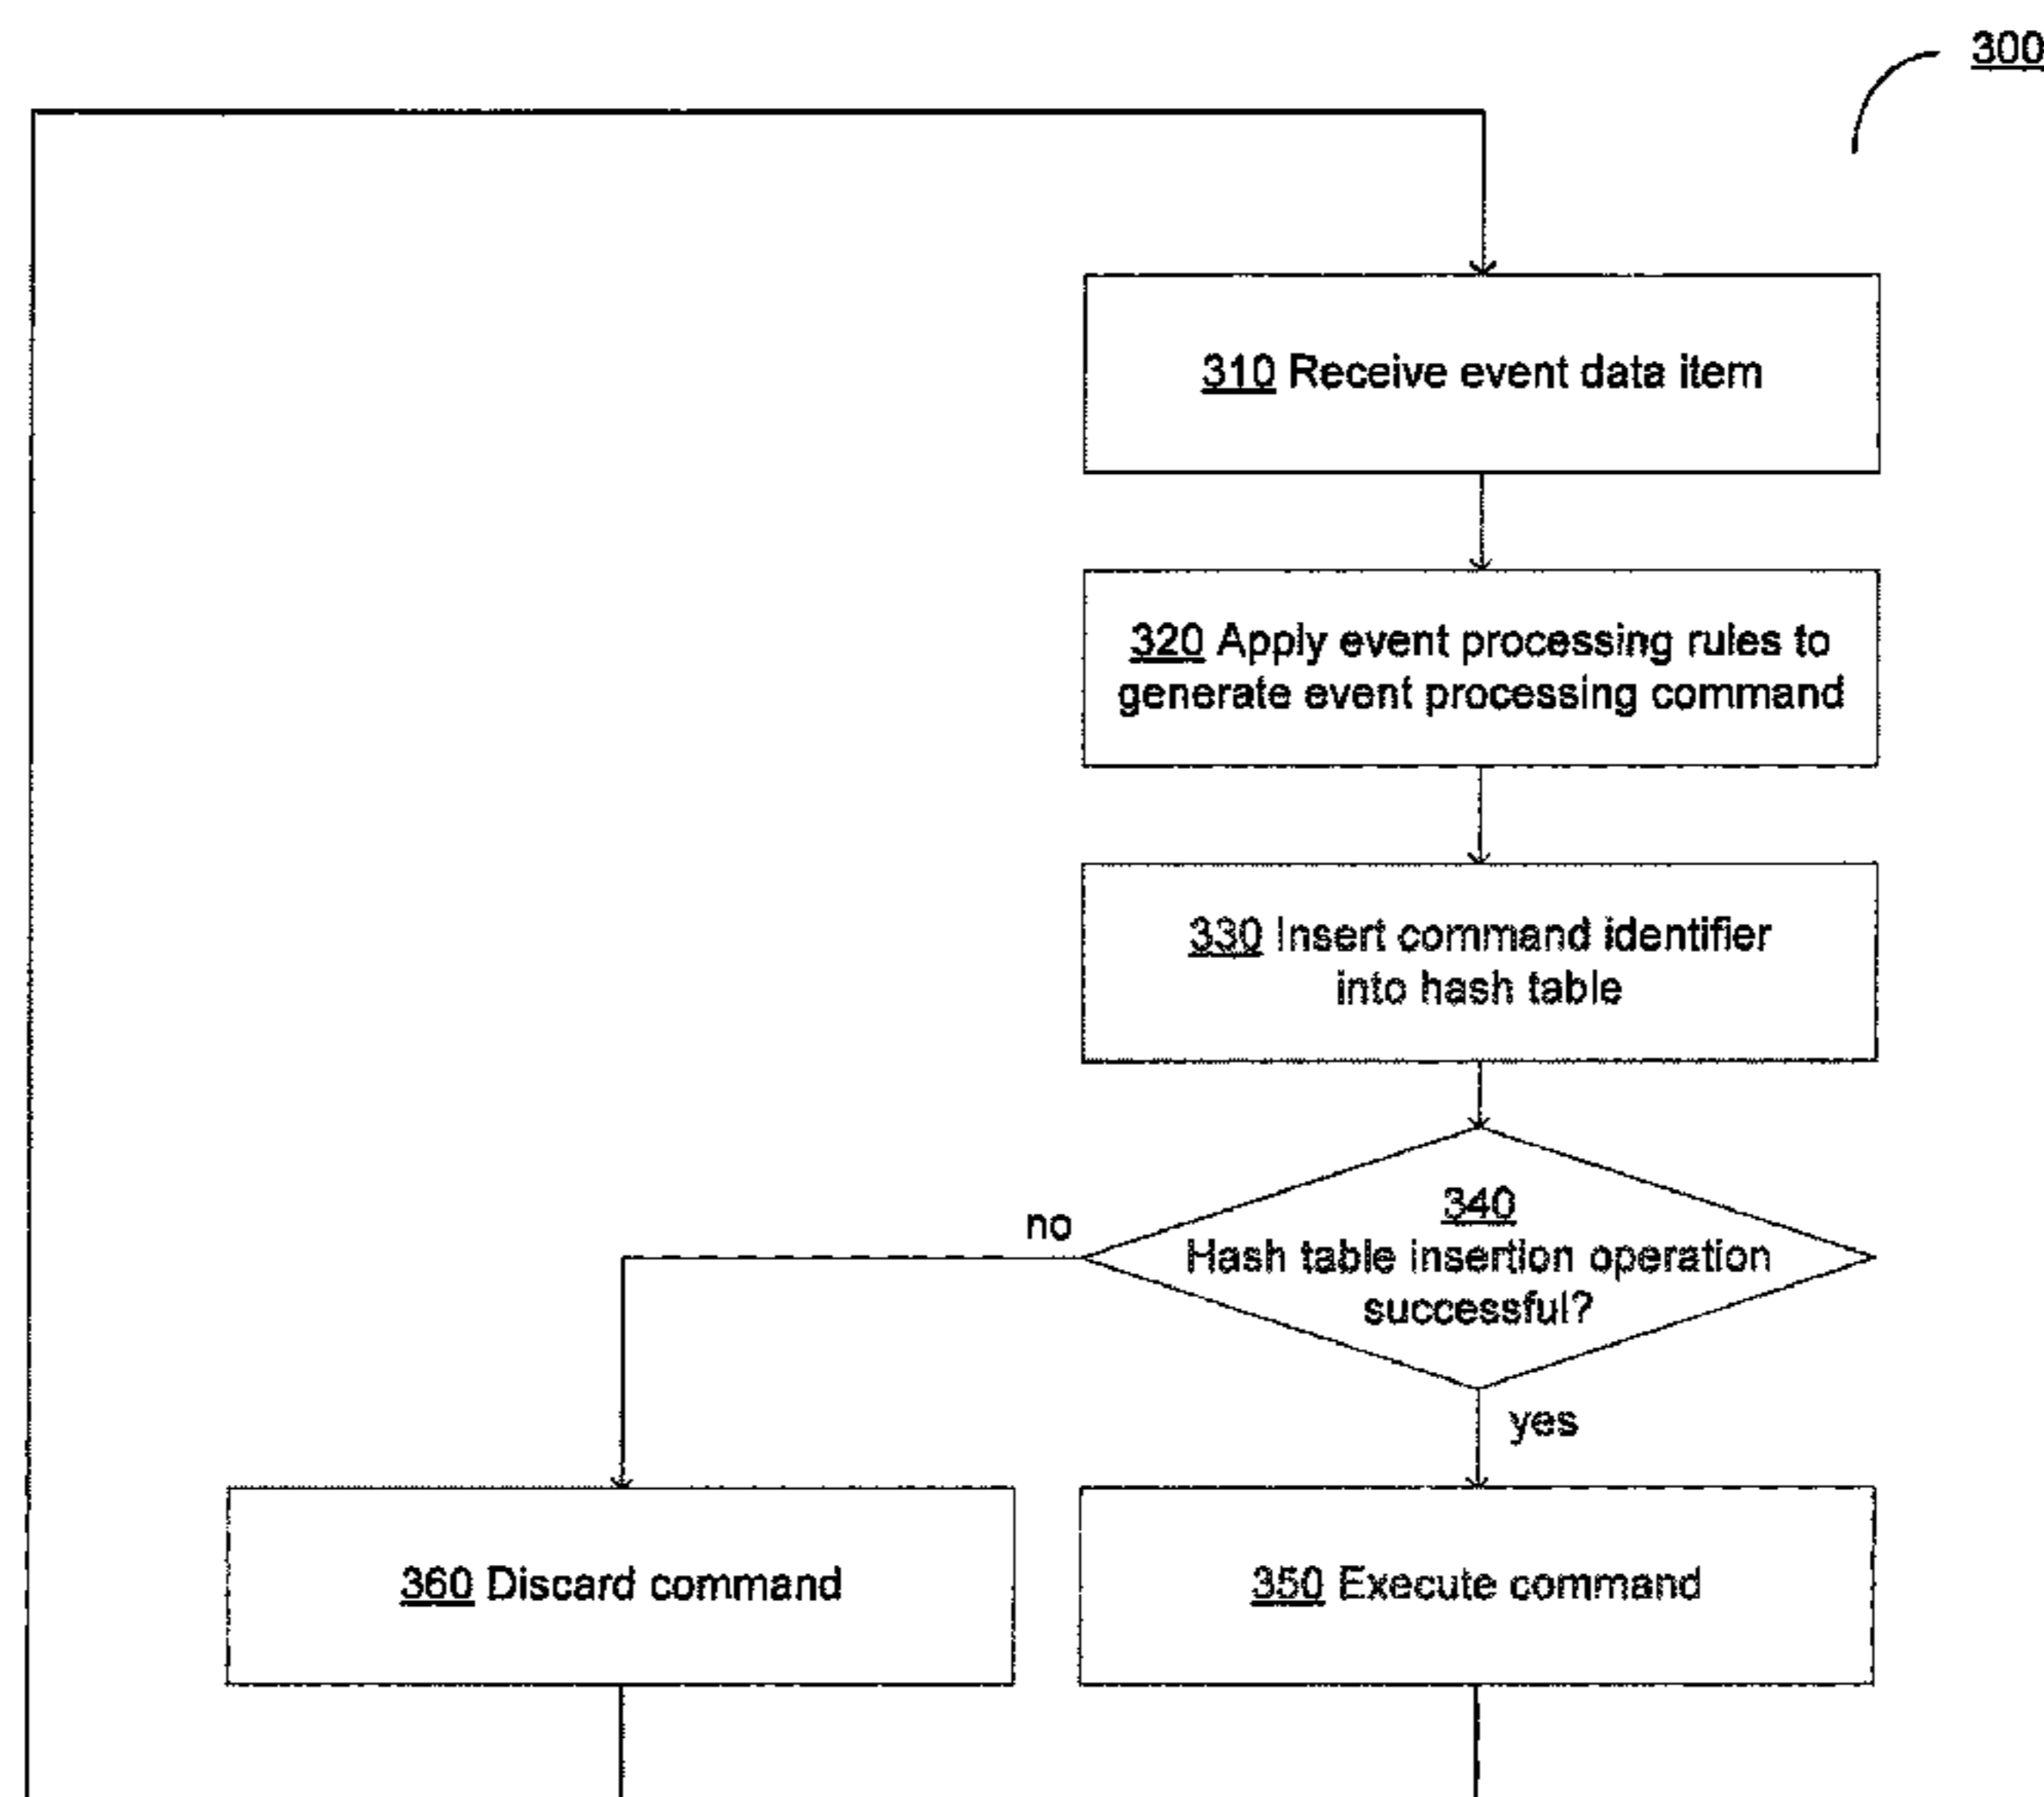 300
310 Receive event data item
320 Apply event processing rules to
generate event processing command
330 Insert command identifier
into hash table
340
Hash table insertion operation
successful?
no
yes
360 Discard command
350 Execute command